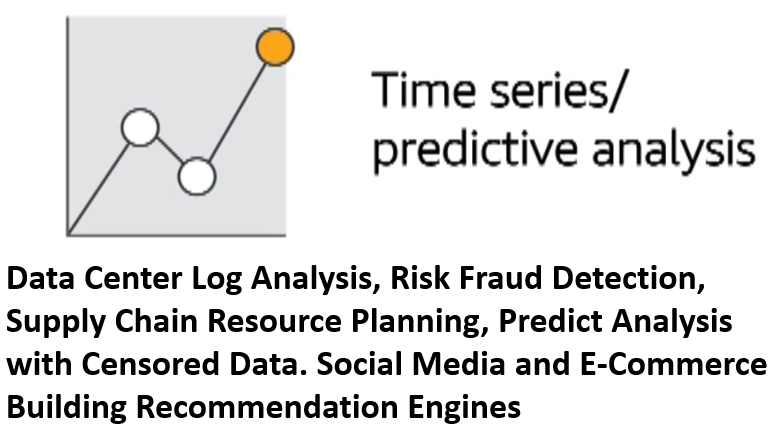 Time series/
predictive analysis
Data Center Log Analysis, Risk Fraud Detection,
Supply Chain Resource Planning, Predict Analysis
with Censored Data. Social Media and E-Commerce
Building Recommendation Engines